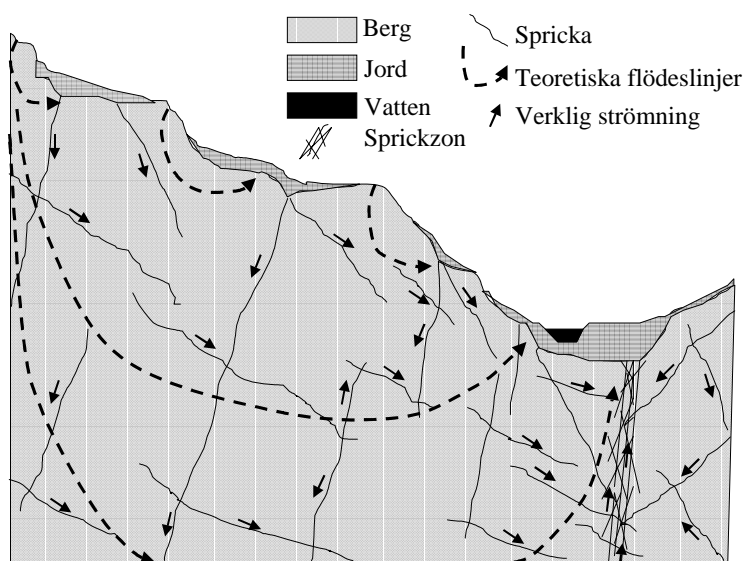 Berg
Jord
Vatten
Sprickzon
Spricka
Teoretiska flödeslinjer
Verklig strömning